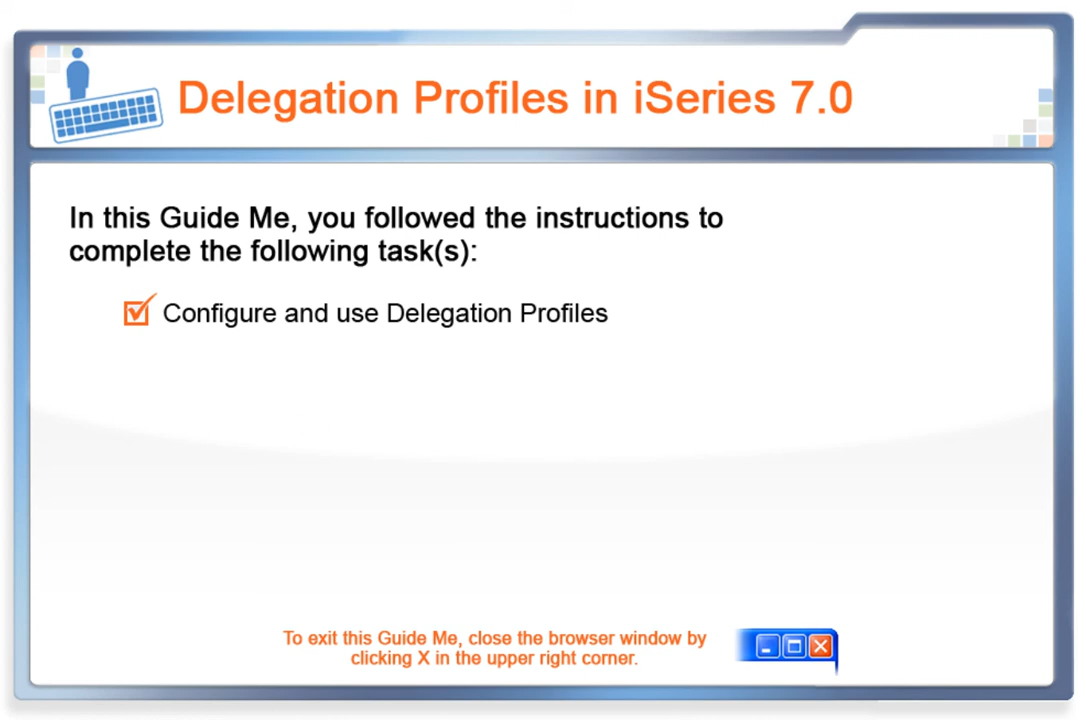 Delegation Profiles in iSeries 7.0
In this Guide Me, you followed the instructions to
complete the following task(s):
Configure and use Delegation Profiles
To exit this Guide Me, close the browser window by
clicking X in the upper right corner.